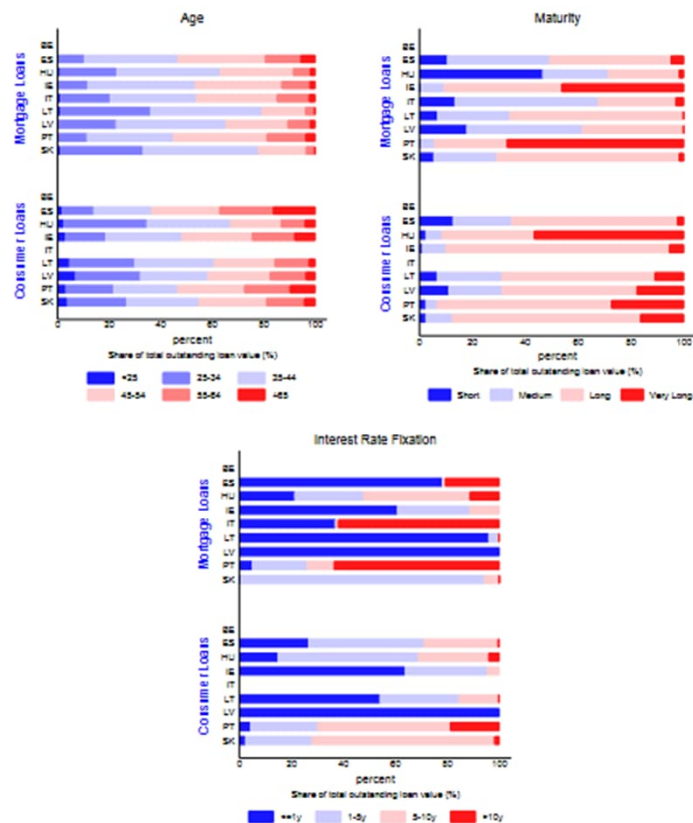 Age
Mortgage Loans
BE
ES
HU
IE
IT
LT
LV
PT
SK
Consumer Loans
BE
ES
HU
IE
IT
LT
LV
PT
SK
0 20 40 60 80 100
percent
Share of total outstanding loan value (%)
<25 25-34 35-44
45-54 55-64 +65
Maturity
Mortgage Loans
BE
ES
HU
IE
IT
LT
LV
PT
SK
Consumer Loans
BE
ES
HU
IE
IT
LT
LV
PT
SK
0 20 40 60 80 100
percent
Share of total outstanding loan value (%)
Short Medium Long Very Long
Interest Rate Fixation
Mortgage Loans
BE
ES
HU
IE
IT
LT
LV
PT
SK
Consumer Loans
BE
ES
HU
IE
IT
LT
LV
PT
SK
0 20 40 60 80 100
percent
Share of total outstanding loan value (%)
<=1y 1-5y 5-10y +10y